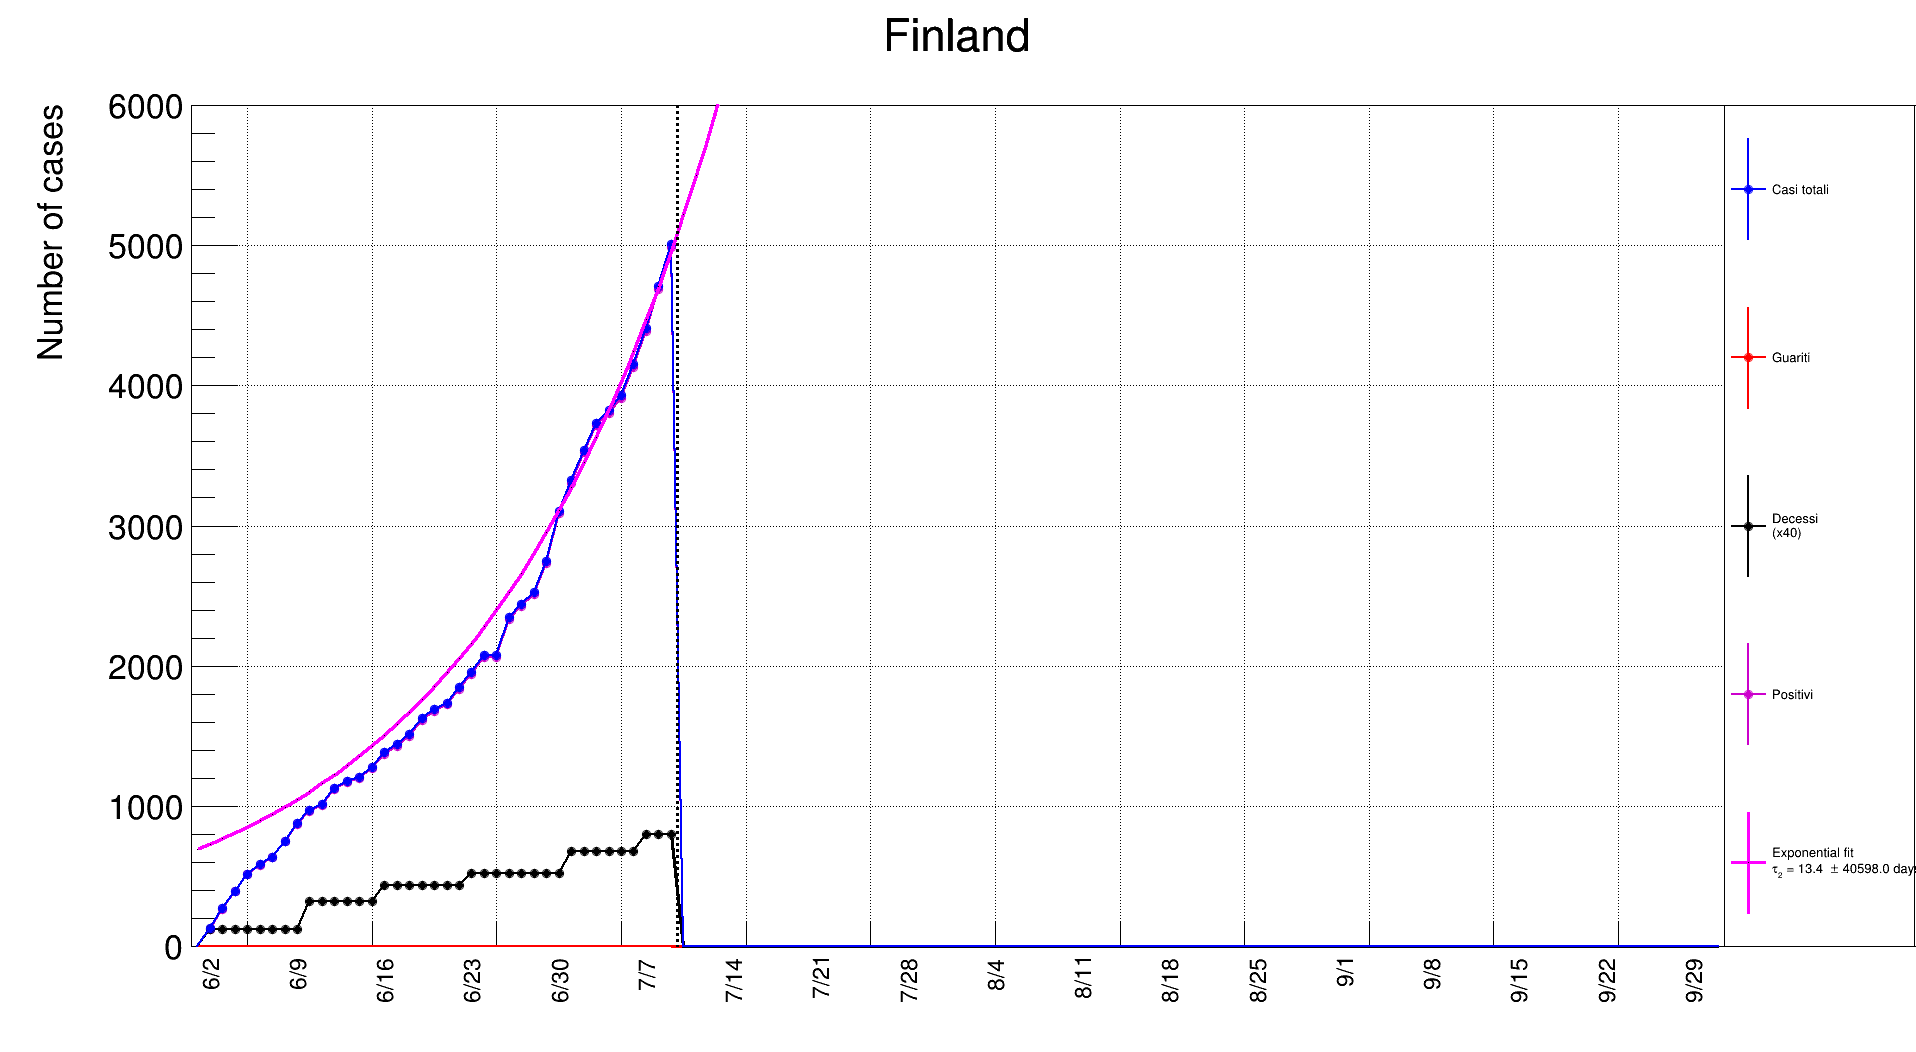 Finland
Number of cases
6000
5000
4000
3000
2000
1000
0
6/2
6/9
6/16
6/23
6/30
7/7
7/14
7/21
7/28
8/4
8/11
8/18
8/25
9/1
9/8
9/15
9/22
9/29
Casi totali
Guariti
Decessi
(x40)
Positivi
Exponential fit
τ2 = 13.4 ± 40598.0 day